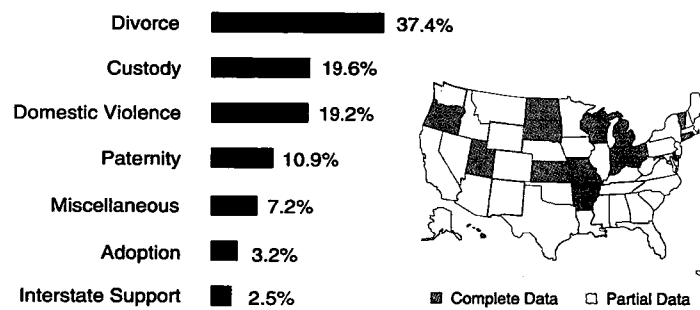 Divorce 37.4%
Custody 19.6%
Domestic Violence 19.2%
Paternity 10.9%
Miscellaneous 7.2%
Adoption 3.2%
Interstate Support 2.5%
Complete Data Partial Data